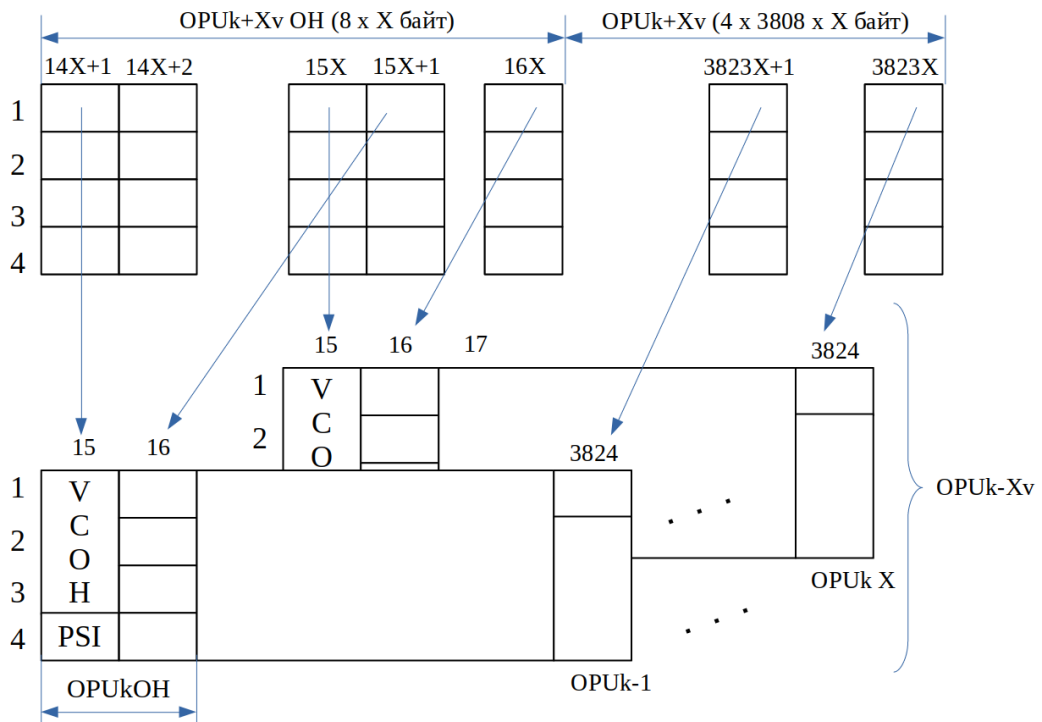 OPUk+Xv OH (8 x X байт)
OPUk+Xv (4 x 3808 x X байт)
14X+1 14X+2 15X 15X+1 16X 3823X+1 3823X
1
2
3
4
15 16 17 3824
1
2
V
C
O
15 16 3824
1
2
3
4
V
C
O
H
PSI
. . .
. . .
OPUk-Xv
OPUk X
OPUk-1
OPUkOH